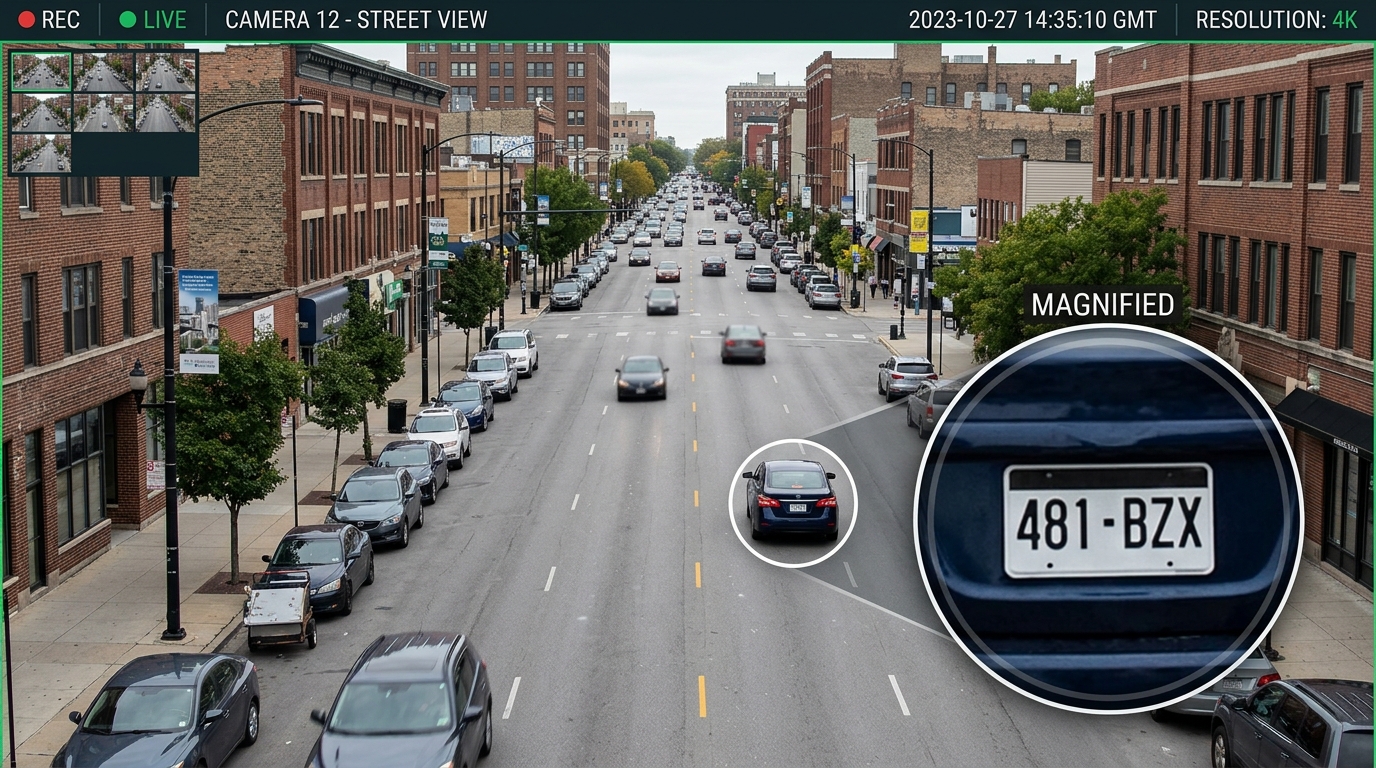 REC
LIVE
CAMERA 12 - STREET VIEW
2023-10-27 14:35:10 GMT
RESOLUTION: 4K
MAGNIFIED
481-BZX